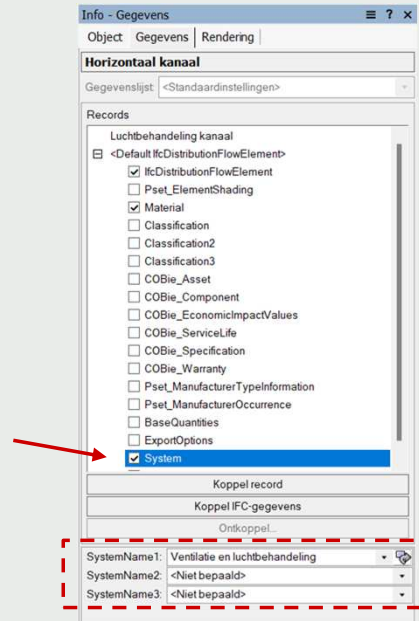 Info - Gegevens ? ×
Object Gegevens Rendering
Horizontaal kanaal
Gegevenslijst: <Standaardinstellingen>
Records
Luchtbehandeling kanaal
<Default IfcDistributionFlowElement>
IfcDistributionFlowElement
Pset_ElementShading
Material
Classification
Classification2
Classification3
COBie_Asset
COBie_Component
COBie_EconomicImpactValues
COBie_ServiceLife
COBie_Specification
COBie_Warranty
Pset_ManufacturerTypeInformation
Pset_ManufacturerOccurrence
BaseQuantities
ExportOptions
System
Koppel record
Koppel IFC-gegevens
Ontkoppel...
SystemName1: Ventilatie en luchtbehandeling
SystemName2: <Niet bepaald>
SystemName3: <Niet bepaald>